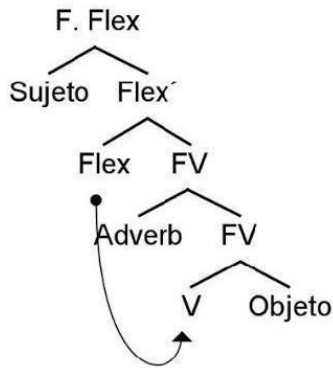 F. Flex
Sujeto Flex´
Flex FV
Adverb FV
V Objeto